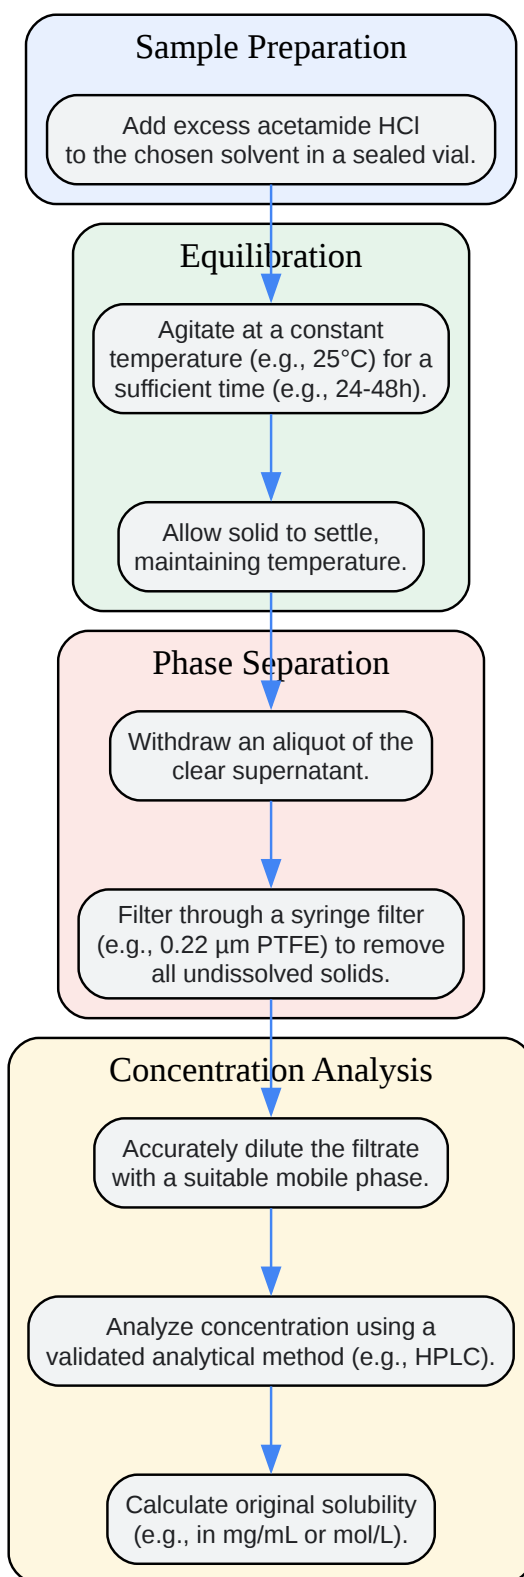 Sample Preparation
Add excess acetamide HCl
to the chosen solvent in a sealed vial.
Equilibration
Agitate at a constant
temperature (e.g., 25°C) for a
sufficient time (e.g., 24-48h).
Allow solid to settle,
maintaining temperature.
Phase Separation
Withdraw an aliquot of the
clear supernatant.
Filter through a syringe filter
(e.g., 0.22 µm PTFE) to remove
all undissolved solids.
Concentration Analysis
Accurately dilute the filtrate
with a suitable mobile phase.
Analyze concentration using a
validated analytical method (e.g., HPLC).
Calculate original solubility
(e.g., in mg/mL or mol/L).